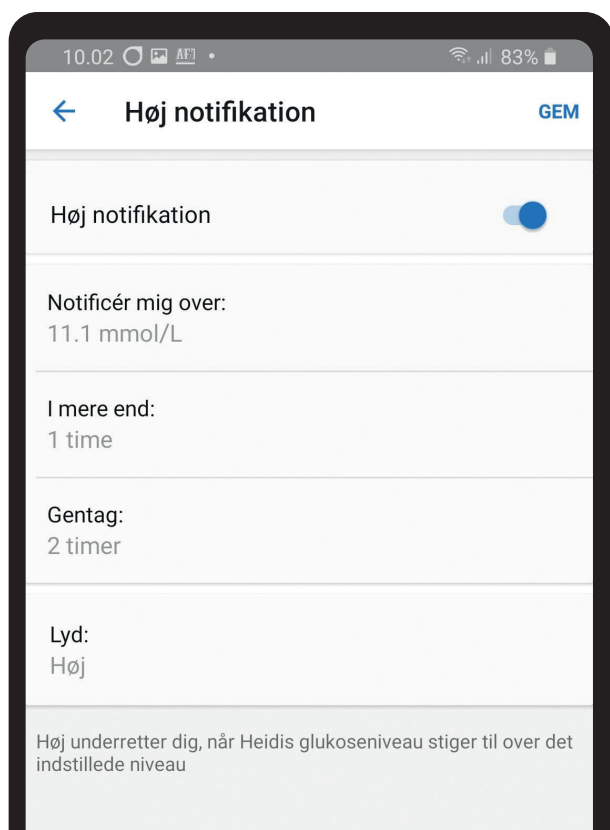 10.02 83%
Høj notifikation GEM
Høj notifikation
Notificér mig over:
11.1 mmol/L
I mere end:
1 time
Gentag:
2 timer
Lyd:
Høj
Høj underretter dig, når Heidis glukoseniveau stiger til over det
indstillede niveau